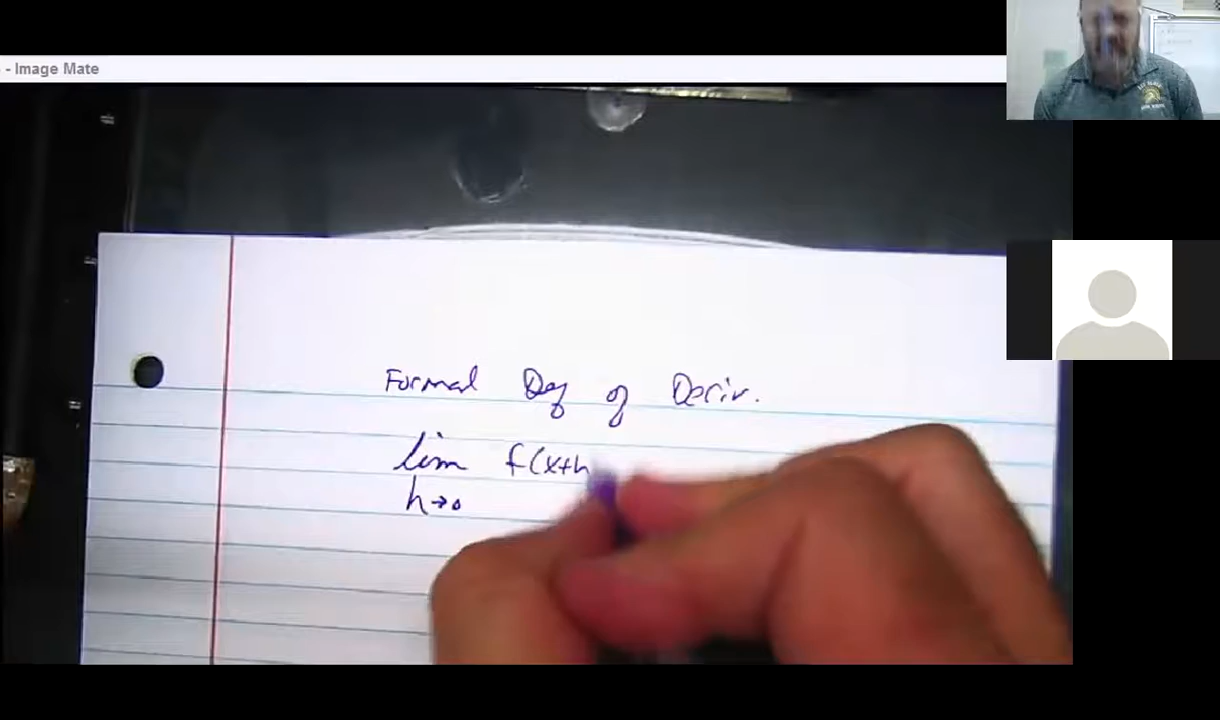 - Image Mate
Formal Def of Deriv.
lim f(x+h
h→0